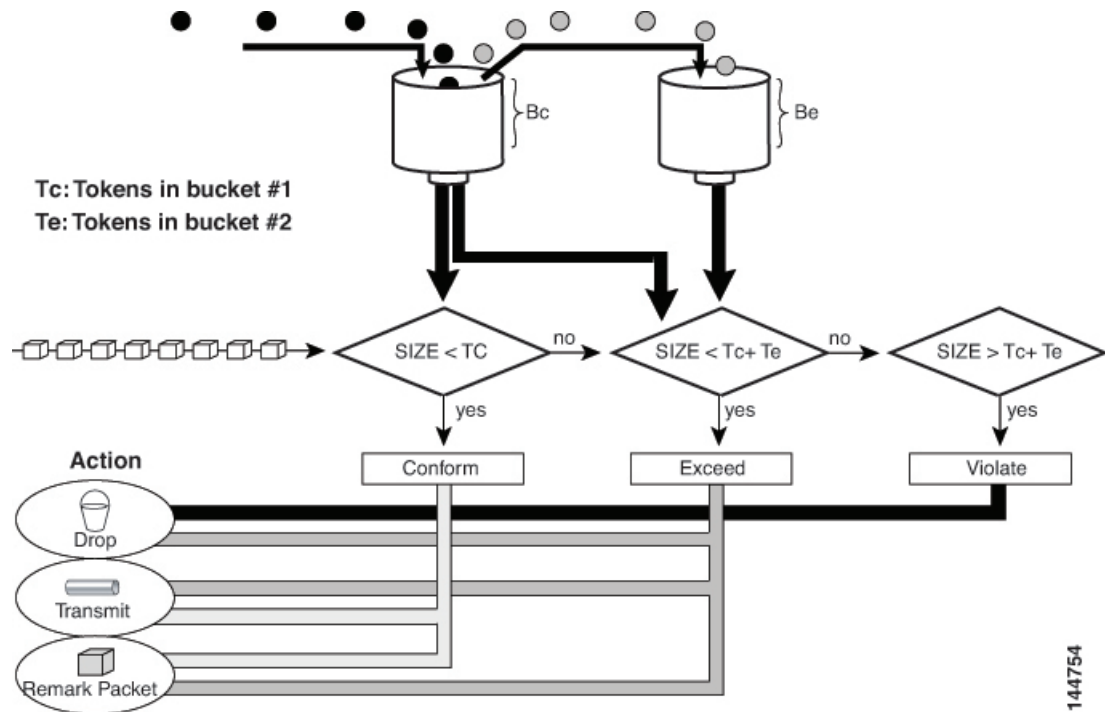 Bc
Be
Tc: Tokens in bucket #1
Te: Tokens in bucket #2
SIZE < TC
no
SIZE < Tc+ Te
no
SIZE > Tc+ Te
yes
yes
yes
Action
Conform
Exceed
Violate
Drop
Transmit
Remark Packet
144754